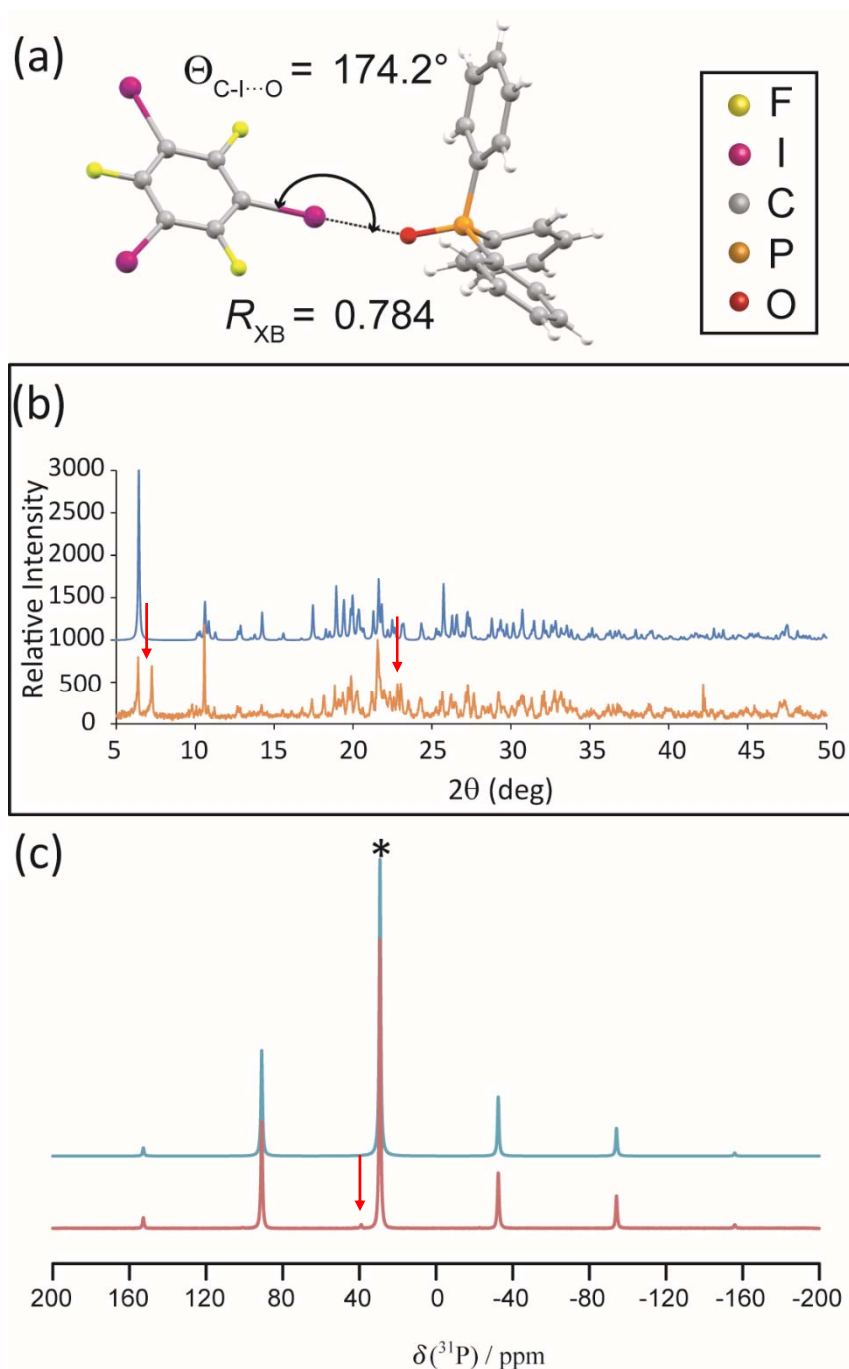 (a)
Θ C-I···O = 174.2°
R XB = 0.784
F
I
C
P
O
(b)
Relative Intensity
3000
2500
2000
1500
1000
500
0
5 10 15 20 25 30 35 40 45 50
2θ (deg)
(c)
*
200 160 120 80 40 0 -40 -80 -120 -160 -200
δ(³¹P) / ppm